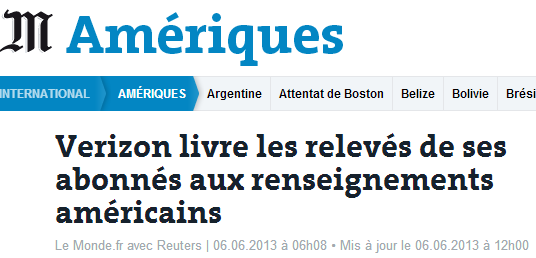 M Amériques
INTERNATIONAL AMÉRIQUES Argentine Attentat de Boston Belize Bolivie Brési
Verizon livre les relevés de ses
abonnés aux renseignements
américains
Le Monde.fr avec Reuters | 06.06.2013 à 06h08 • Mis à jour le 06.06.2013 à 12h00